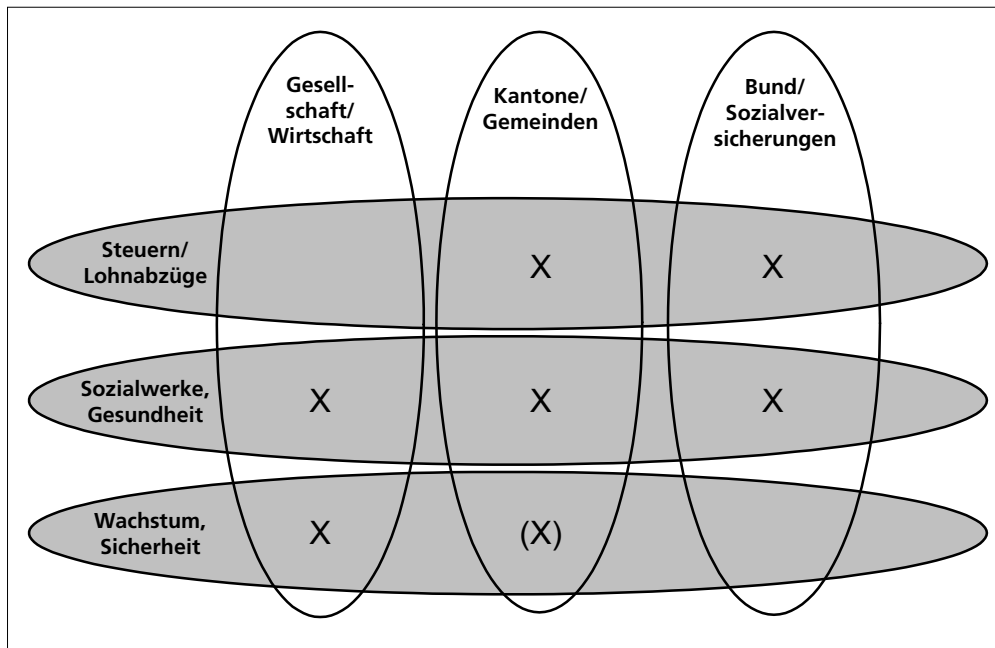 Gesell-
schaft/
Wirtschaft
Kantone/
Gemeinden
Bund/
Sozialver-
sicherungen
Steuern/
Lohnabzüge
X
X
Sozialwerke,
Gesundheit
X
X
X
Wachstum,
Sicherheit
X
(X)